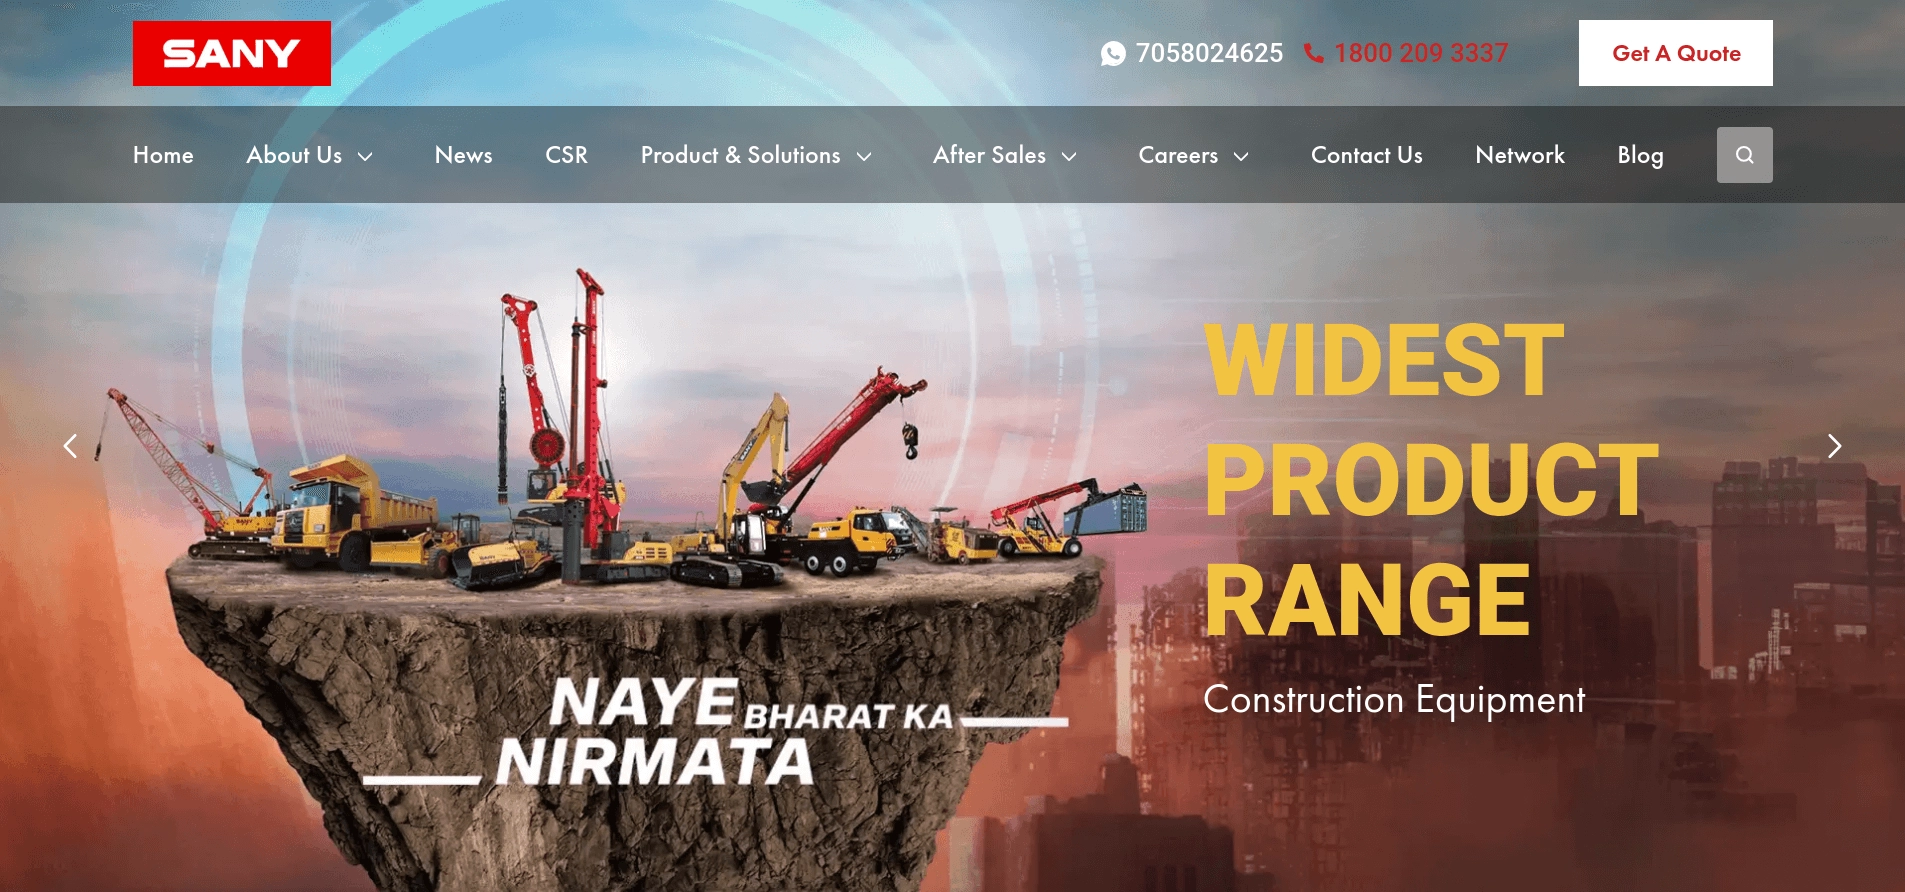 SANY
7058024625
1800 209 3337
Get A Quote
Home
About Us
News
CSR
Product & Solutions
After Sales
Careers
Contact Us
Network
Blog
WIDEST
PRODUCT
RANGE
Construction Equipment
NAYE BHARAT KA
NIRMATA